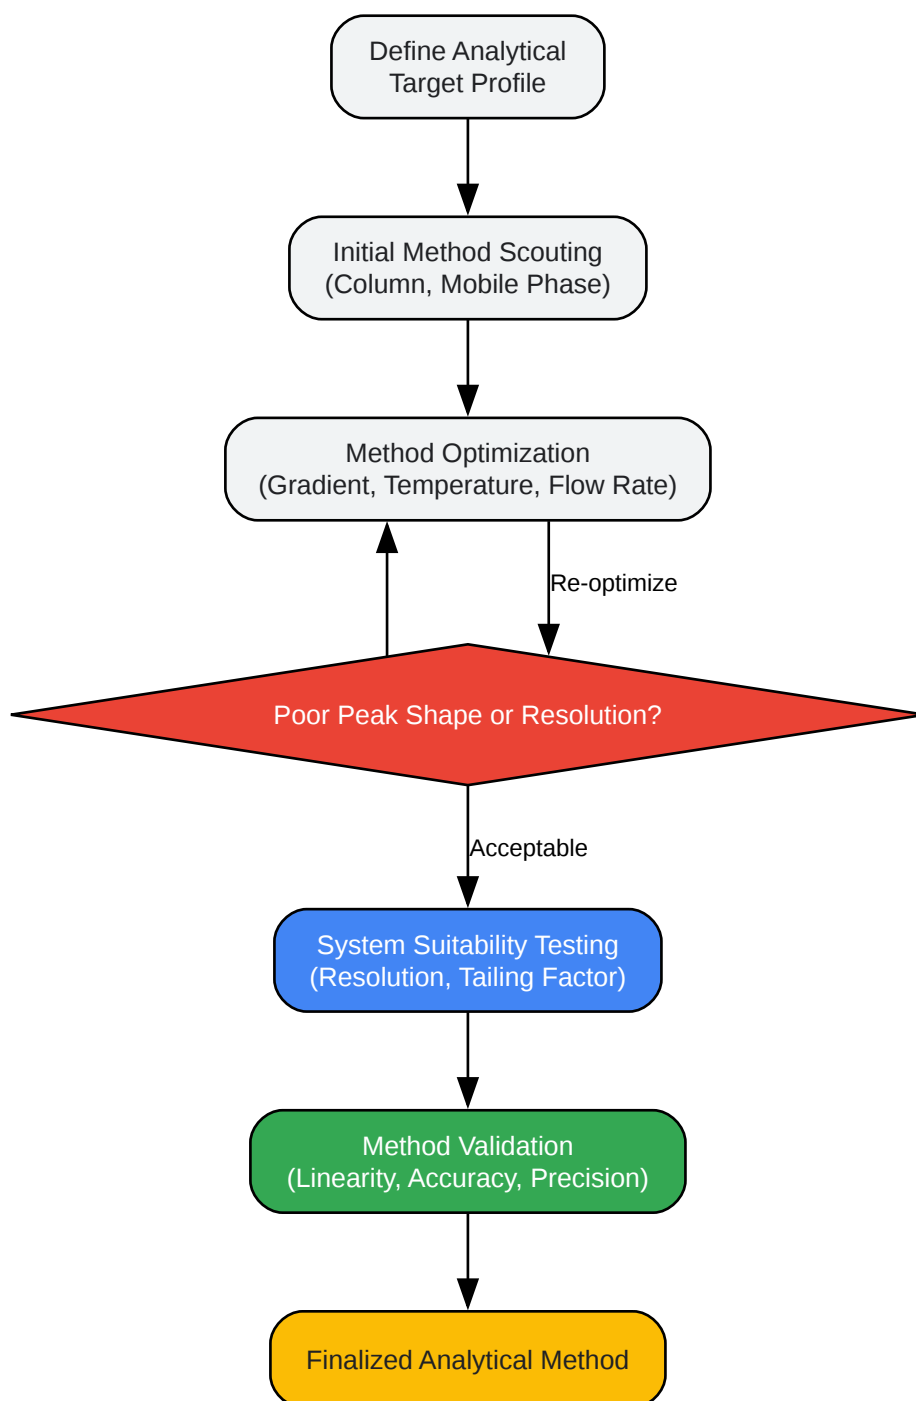 Define Analytical
Target Profile
Initial Method Scouting
(Column, Mobile Phase)
Method Optimization
(Gradient, Temperature, Flow Rate)
Re-optimize
Poor Peak Shape or Resolution?
Acceptable
System Suitability Testing
(Resolution, Tailing Factor)
Method Validation
(Linearity, Accuracy, Precision)
Finalized Analytical Method